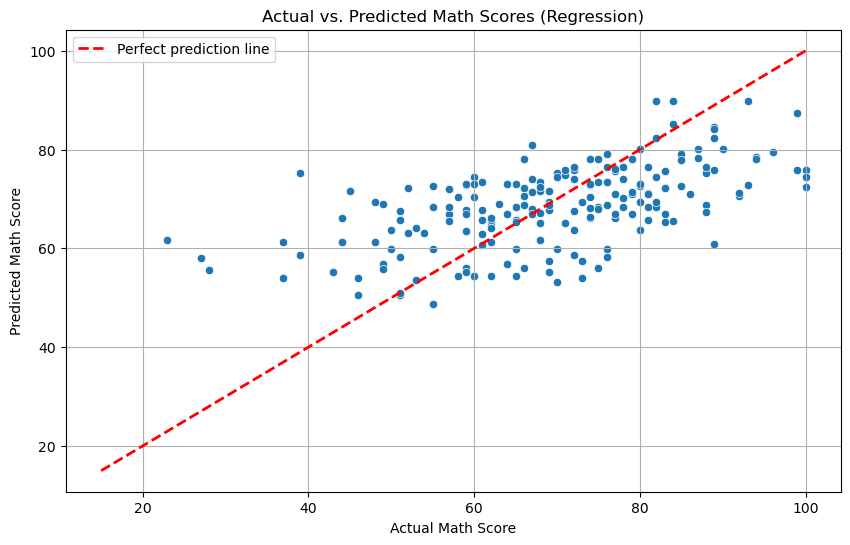 Actual vs. Predicted Math Scores (Regression)
Perfect prediction line
100
80
60
40
20
Predicted Math Score
20 40 60 80 100
Actual Math Score